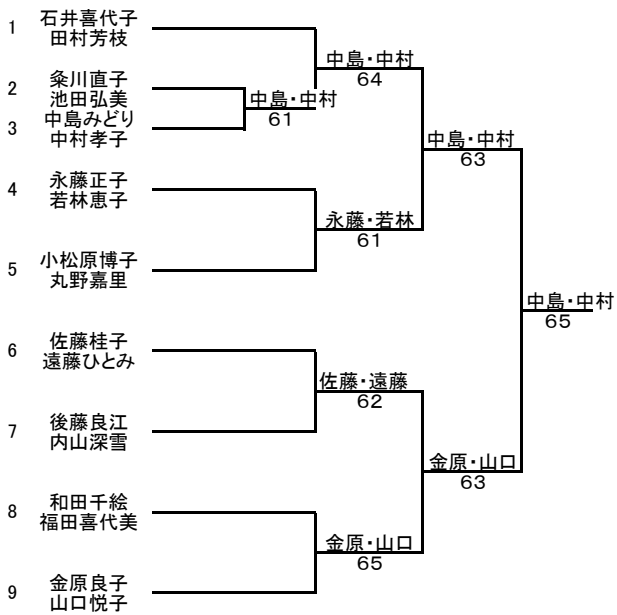 1
石井喜代子
田村芳枝
中島・中村
64
2
粂川直子
池田弘美
中島・中村
61
3
中島みどり
中村孝子
中島・中村
63
4
永藤正子
若林恵子
永藤・若林
61
5
小松原博子
丸野嘉里
中島・中村
65
6
佐藤桂子
遠藤ひとみ
佐藤・遠藤
62
7
後藤良江
内山深雪
金原・山口
63
8
和田千絵
福田喜代美
金原・山口
65
9
金原良子
山口悦子